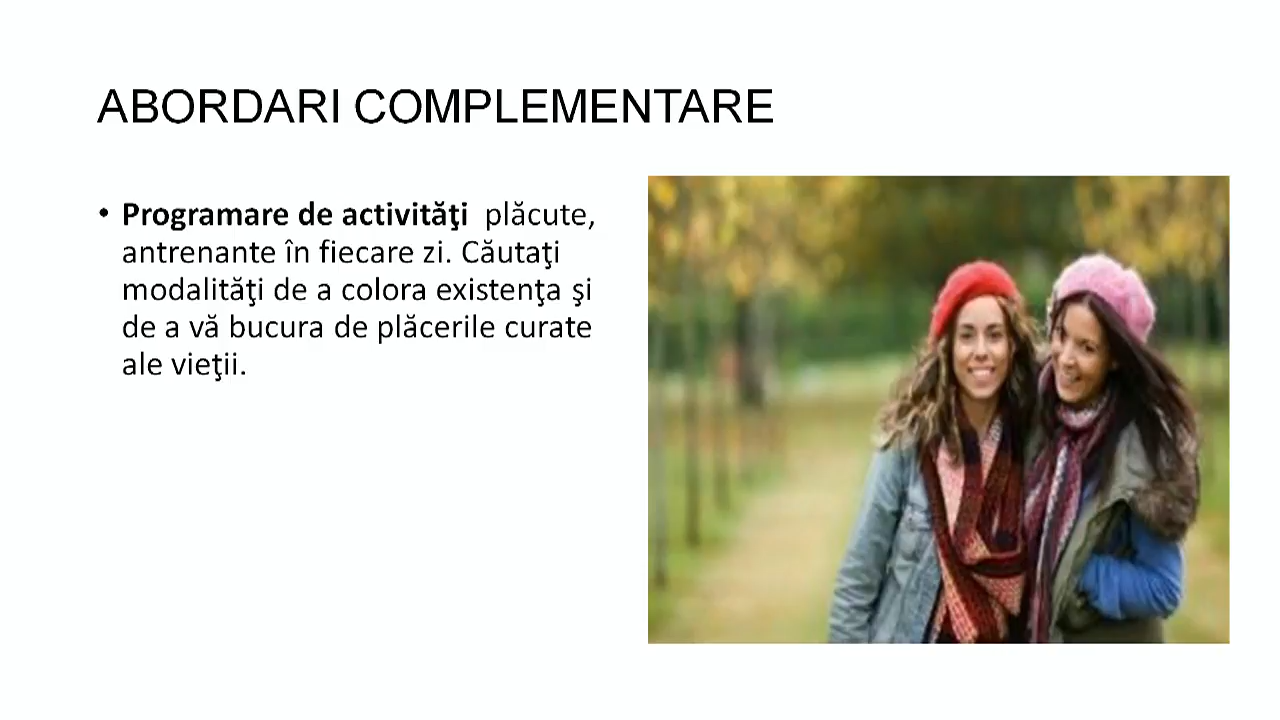 ABORDARI COMPLEMENTARE
• Programare de activităţi plăcute,
antrenante în fiecare zi. Căutaţi
modalităţi de a colora existenţa şi
de a vă bucura de plăcerile curate
ale vieţii.